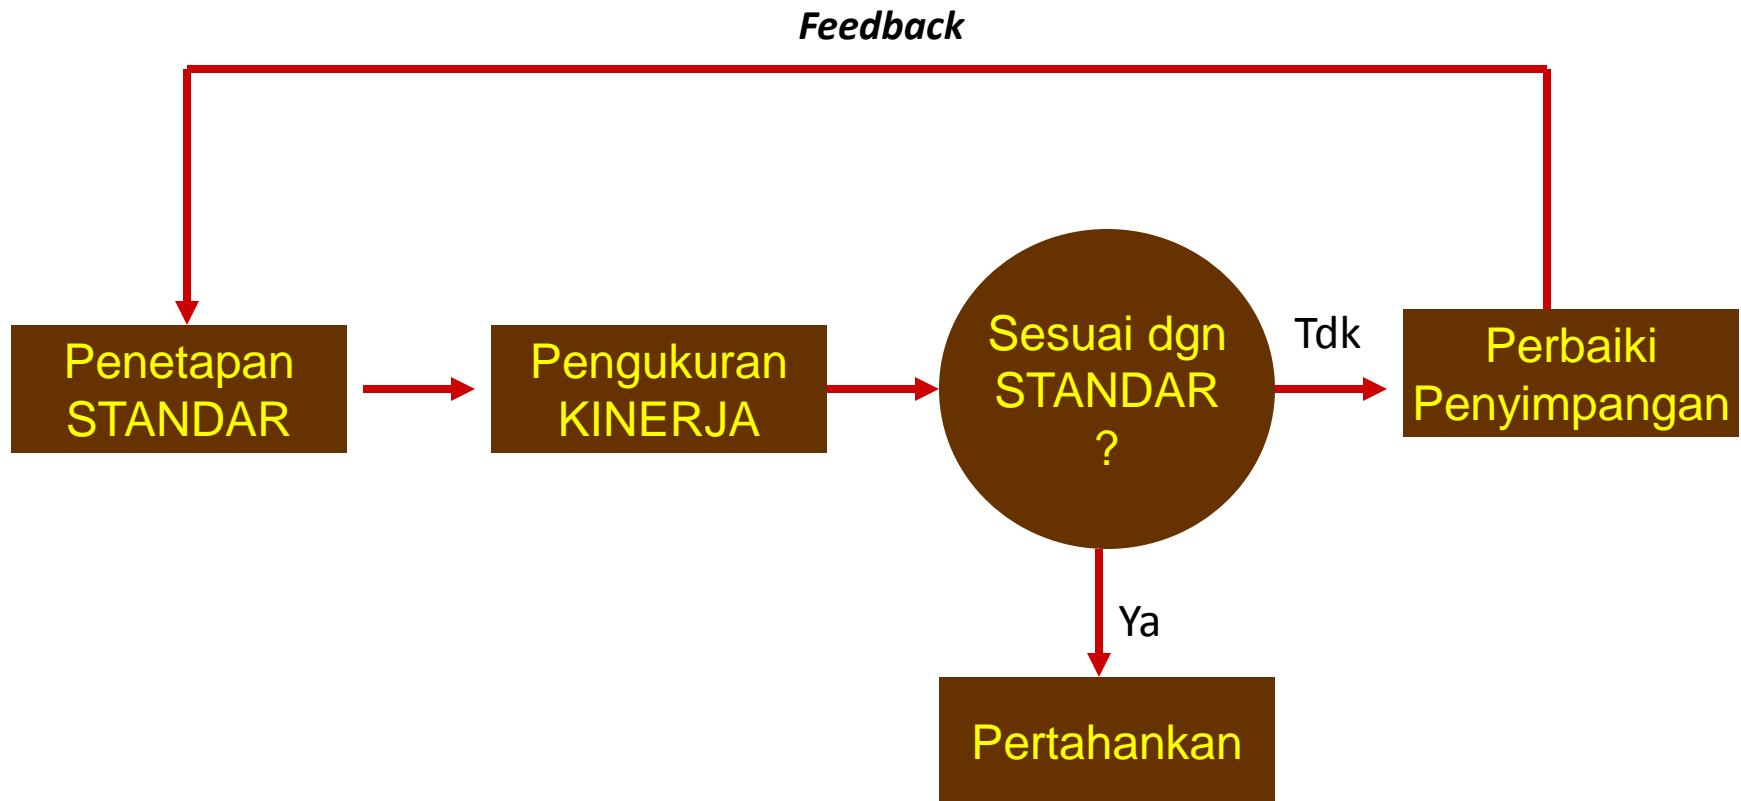 Feedback
Penetapan
STANDAR
Pengukuran
KINERJA
Sesuai dgn
STANDAR
?
Tdk
Perbaiki
Penyimpangan
Ya
Pertahankan